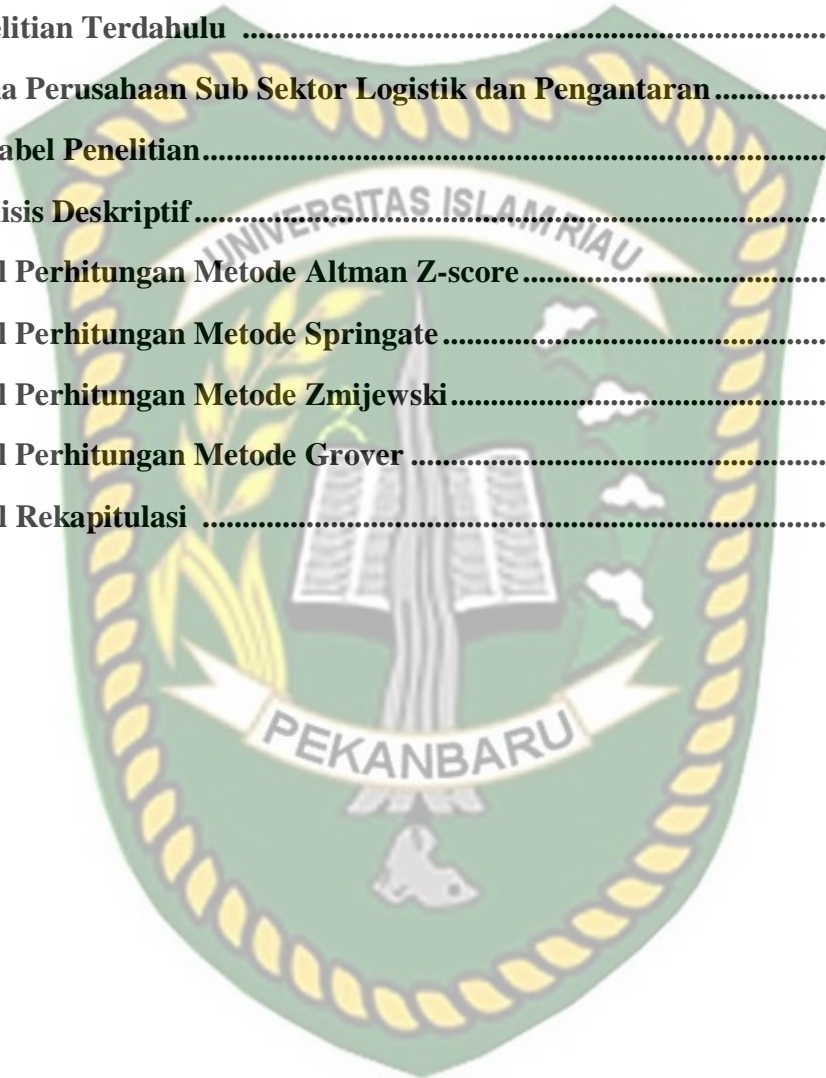 elitian Terdahulu ........................................................................
a Perusahaan Sub Sektor Logistik dan Pengantaran..............
abel Penelitian..............................................................................
UNIVERSITAS ISLAM RIAU
isis Deskriptif...............................................................................
l Perhitungan Metode Altman Z-score.....................................
l Perhitungan Metode Springate...............................................
l Perhitungan Metode Zmijewski..............................................
l Perhitungan Metode Grover ...................................................
l Rekapitulasi ..............................................................................
PEKANBARU